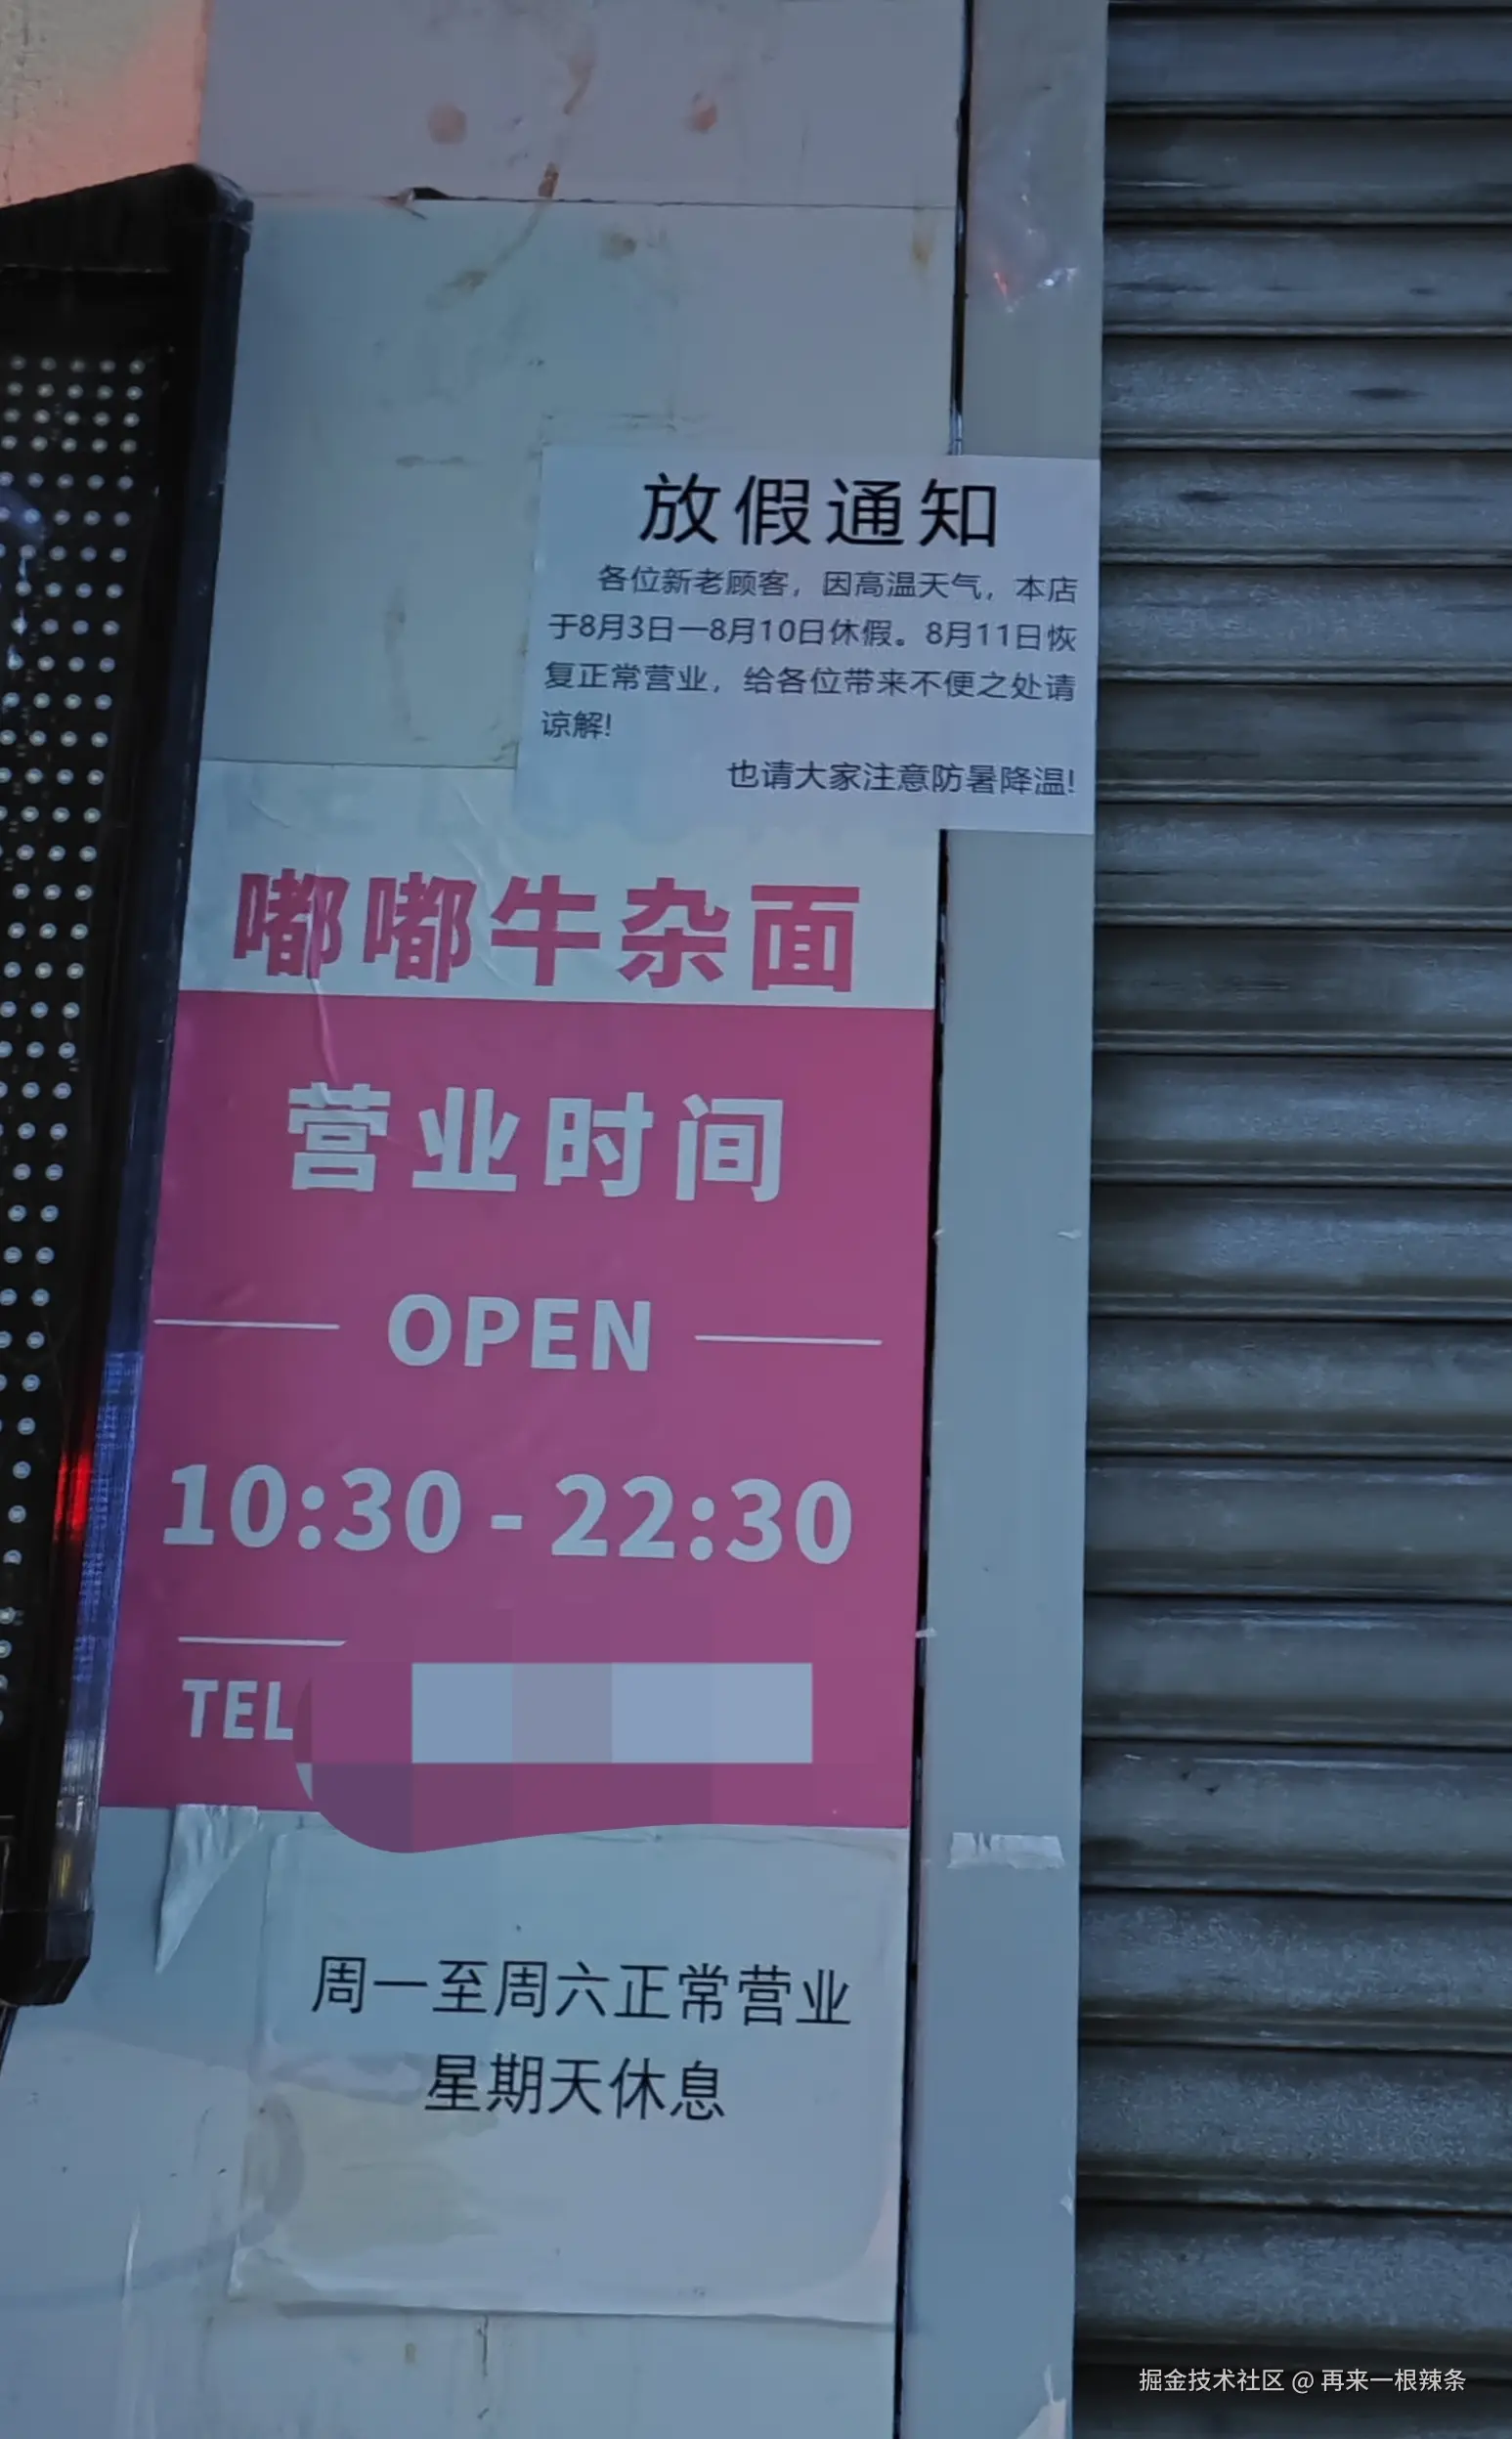 放假通知
各位新老顾客，因高温天气，本店
于8月3日一8月10日休假。8月11日恢
复正常营业，给各位带来不便之处请
谅解!
也请大家注意防暑降温!
嘟嘟牛杂面
营业时间
OPEN
10:30 - 22:30
TEL
周一至周六正常营业
星期天休息
掘金技术社区 @ 再来一根辣条